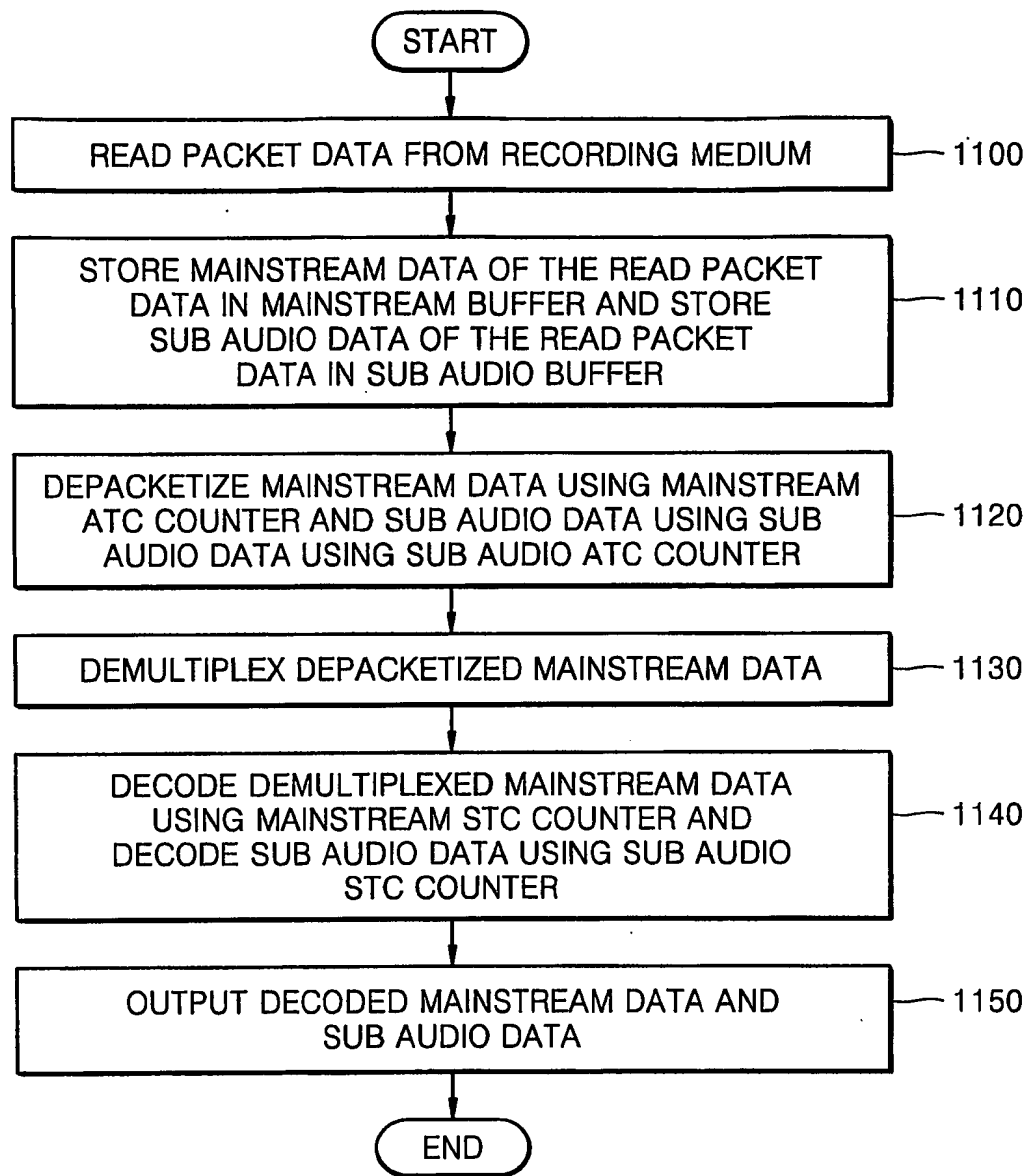 START
READ PACKET DATA FROM RECORDING MEDIUM
1100
STORE MAINSTREAM DATA OF THE READ PACKET
DATA IN MAINSTREAM BUFFER AND STORE
SUB AUDIO DATA OF THE READ PACKET
DATA IN SUB AUDIO BUFFER
1110
DEPACKETIZE MAINSTREAM DATA USING MAINSTREAM
ATC COUNTER AND SUB AUDIO DATA USING SUB
AUDIO DATA USING SUB AUDIO ATC COUNTER
1120
DEMULTIPLEX DEPACKETIZED MAINSTREAM DATA
1130
DECODE DEMULTIPLEXED MAINSTREAM DATA
USING MAINSTREAM STC COUNTER AND
DECODE SUB AUDIO DATA USING SUB AUDIO
STC COUNTER
1140
OUTPUT DECODED MAINSTREAM DATA AND
SUB AUDIO DATA
1150
END